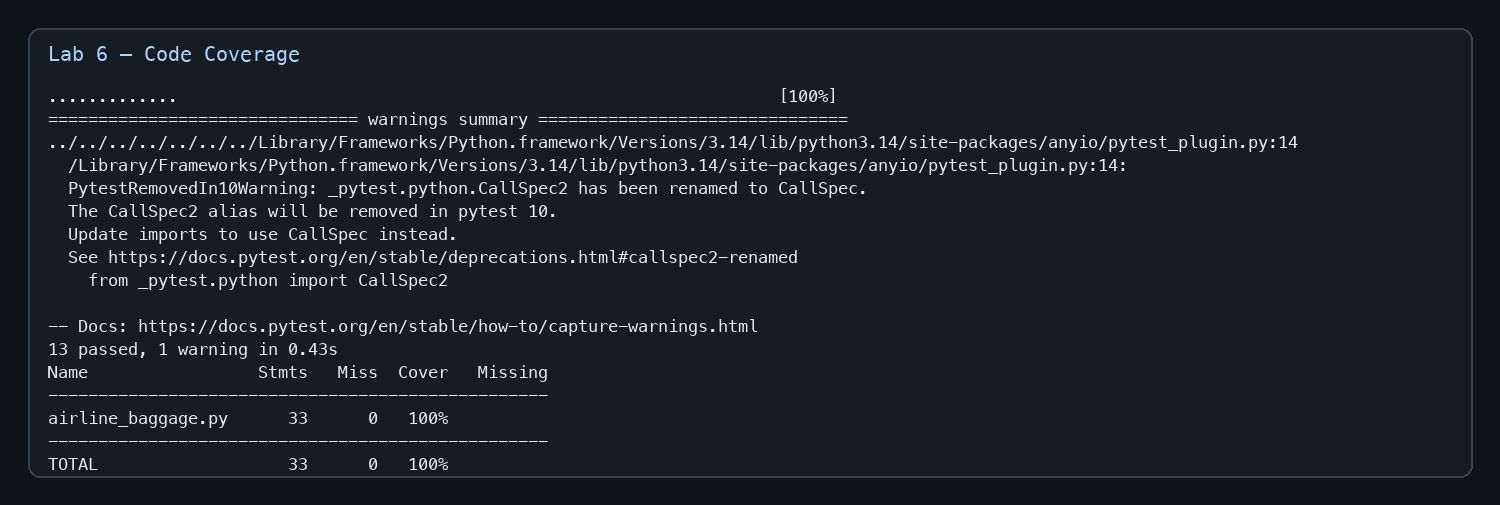 Lab 6 — Code Coverage
.............                                                            [100%]
=============================== warnings summary ===============================
../../../../../../../Library/Frameworks/Python.framework/Versions/3.14/lib/python3.14/site-packages/anyio/pytest_plugin.py:14
  /Library/Frameworks/Python.framework/Versions/3.14/lib/python3.14/site-packages/anyio/pytest_plugin.py:14:
  PytestRemovedIn10Warning: _pytest.python.CallSpec2 has been renamed to CallSpec.
  The CallSpec2 alias will be removed in pytest 10.
  Update imports to use CallSpec instead.
  See https://docs.pytest.org/en/stable/deprecations.html#callspec2-renamed
    from _pytest.python import CallSpec2

-- Docs: https://docs.pytest.org/en/stable/how-to/capture-warnings.html
13 passed, 1 warning in 0.43s
Name                 Stmts   Miss  Cover   Missing
--------------------------------------------------
airline_baggage.py      33      0   100%
--------------------------------------------------
TOTAL                   33      0   100%